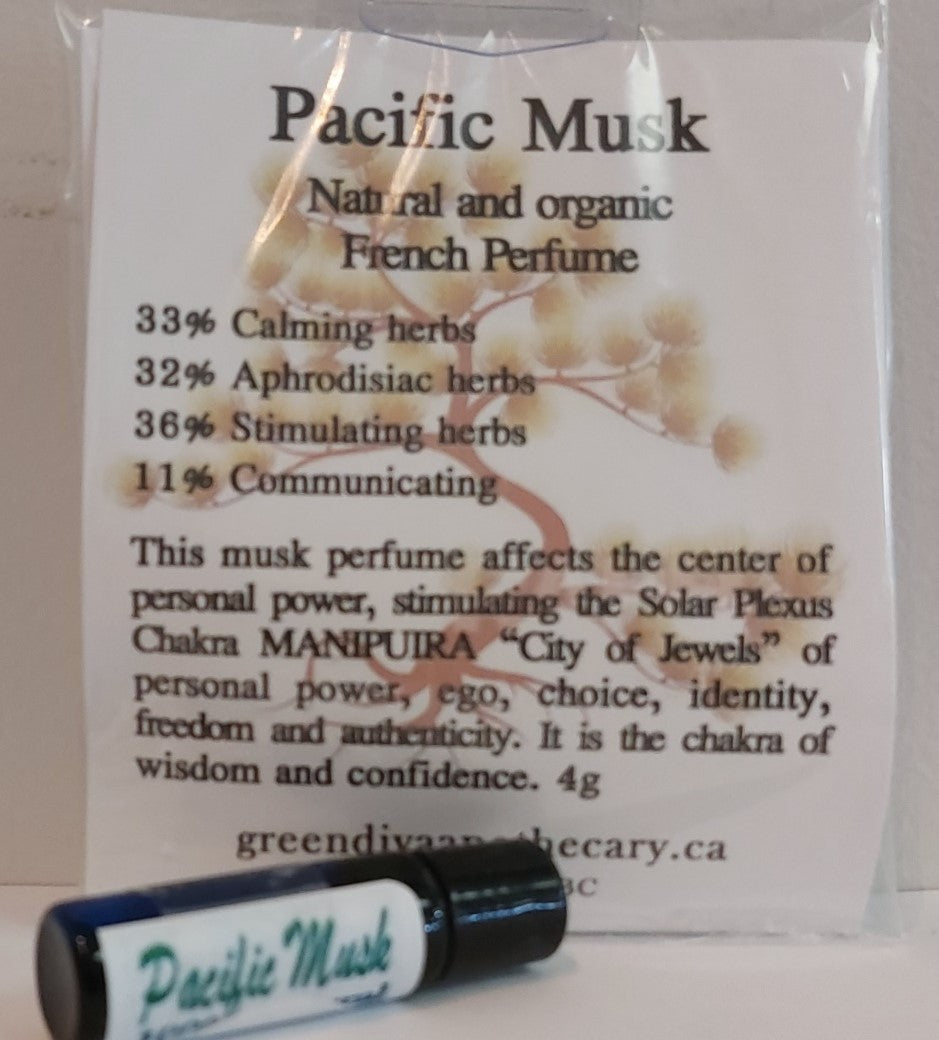 Pacific Musk
Natural and organic
French Perfume
33% Calming herbs
32% Aphrodisiac herbs
36% Stimulating herbs
11% Communicating
This musk perfume affects the center of
personal power, stimulating the Solar Plexus
Chakra MANIPUIRA “City of Jewels” of
personal power, ego, choice, identity,
freedom and authenticity. It is the chakra of
wisdom and confidence. 4g
greendivaapothecary.ca
BC
Pacific Musk